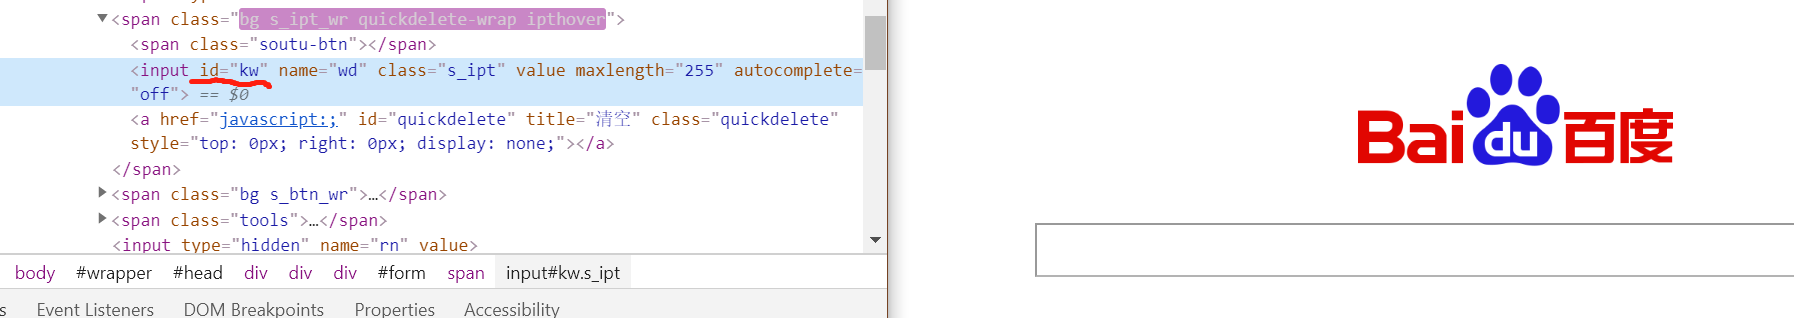 <span class="bg s_ipt_wr quickdelete-wrap ipthover">
<span class="soutu-btn"></span>
<input id="kw" name="wd" class="s_ipt" value maxlength="255" autocomplete=
"off"> == $0
<a href="javascript:;" id="quickdelete" title="清空" class="quickdelete"
style="top: 0px; right: 0px; display: none;"></a>
</span>
<span class="bg s_btn_wr">…</span>
<span class="tools">…</span>
<input type="hidden" name="rn" value>
body #wrapper #head div div div #form span input#kw.s_ipt
s Event Listeners DOM Breakpoints Properties Accessibility
Bai du 百度